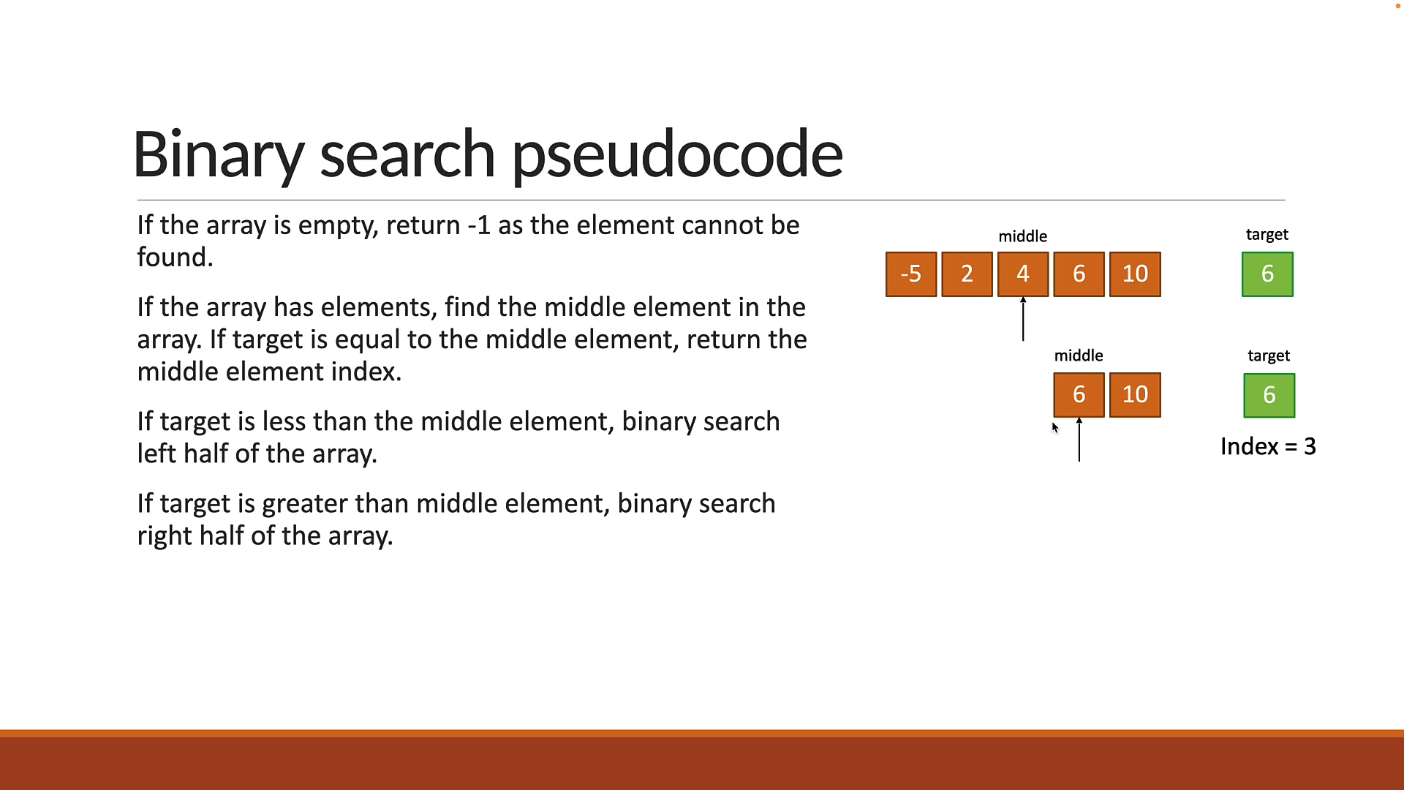 Binary search pseudocode
If the array is empty, return -1 as the element cannot be
found.
If the array has elements, find the middle element in the
array. If target is equal to the middle element, return the
middle element index.
If target is less than the middle element, binary search
left half of the array.
If target is greater than middle element, binary search
right half of the array.
middle target
-5 2 4 6 10 6
middle target
6 10 6
Index = 3